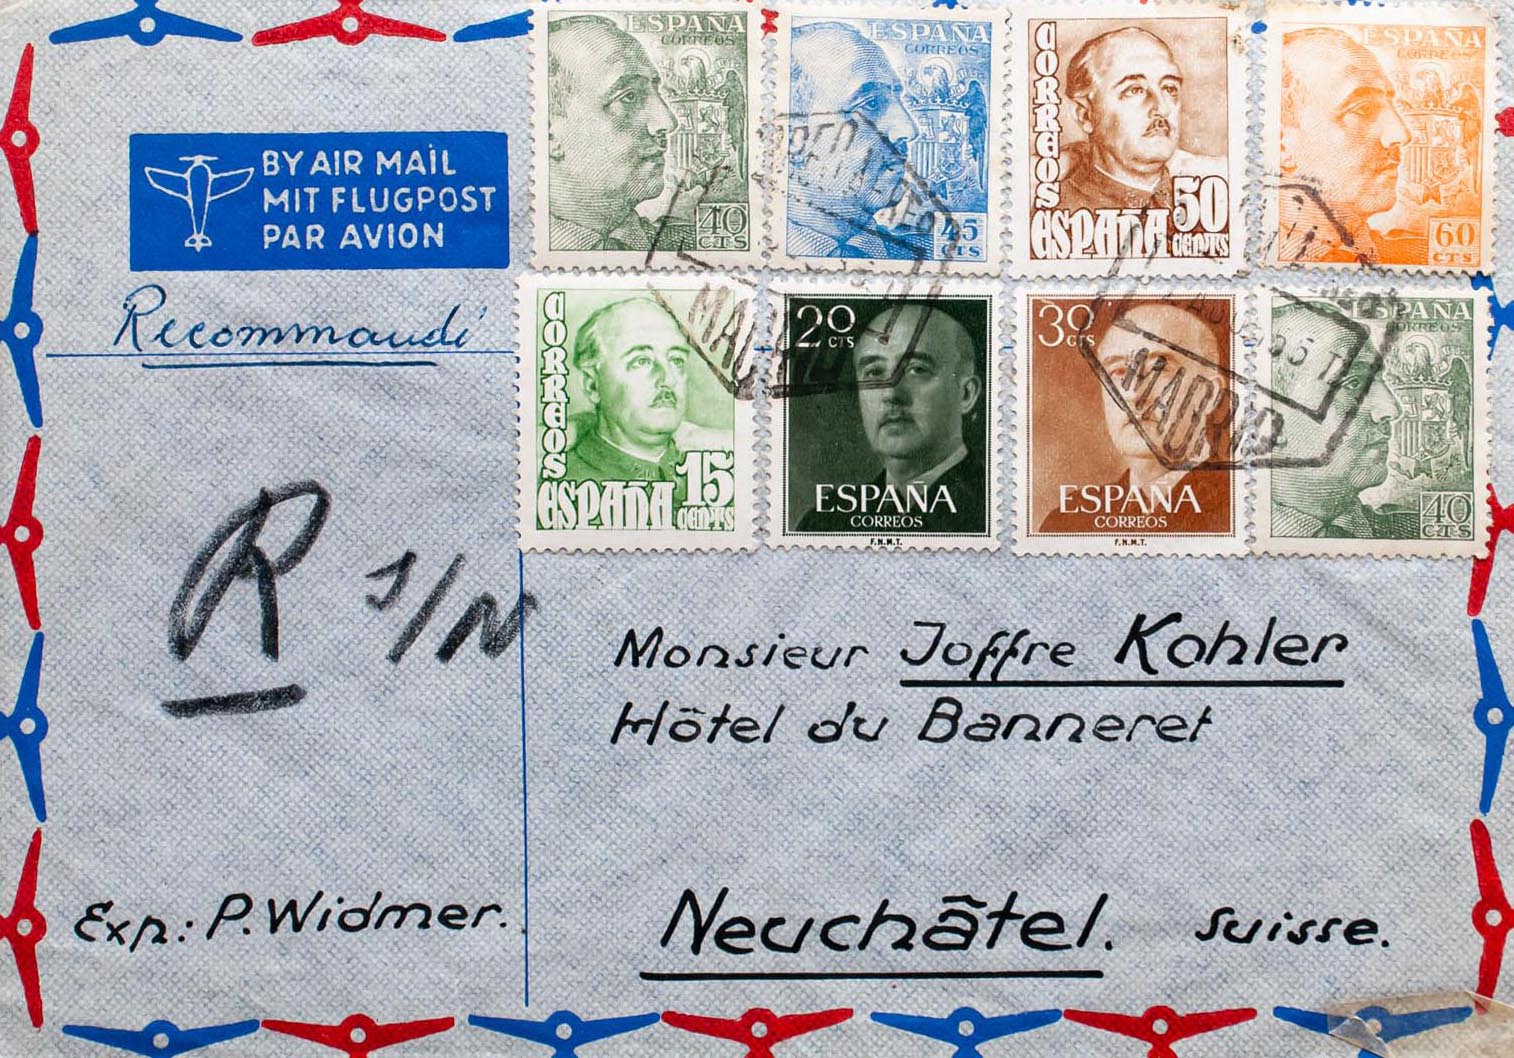 ESPAÑA
CORREOS
40
CTS
ESPAÑA
CORREOS
45
CTS
CORREOS
ESPAÑA
50
CENTS
ESPAÑA
CORREOS
60
CTS
BY AIR MAIL
MIT FLUGPOST
PAR AVION
Recommandé
CORREOS
ESPAÑA
15
CENTS
20
CTS
ESPAÑA
CORREOS
F.N.M.T.
30
CTS
ESPAÑA
CORREOS
F.N.M.T.
ESPAÑA
CORREOS
40
CTS
MADRID
MADRID
R S/N
Monsieur Joffre Kohler
Hôtel du Banneret
Exp: P. Widmer.
Neuchâtel. Suisse.